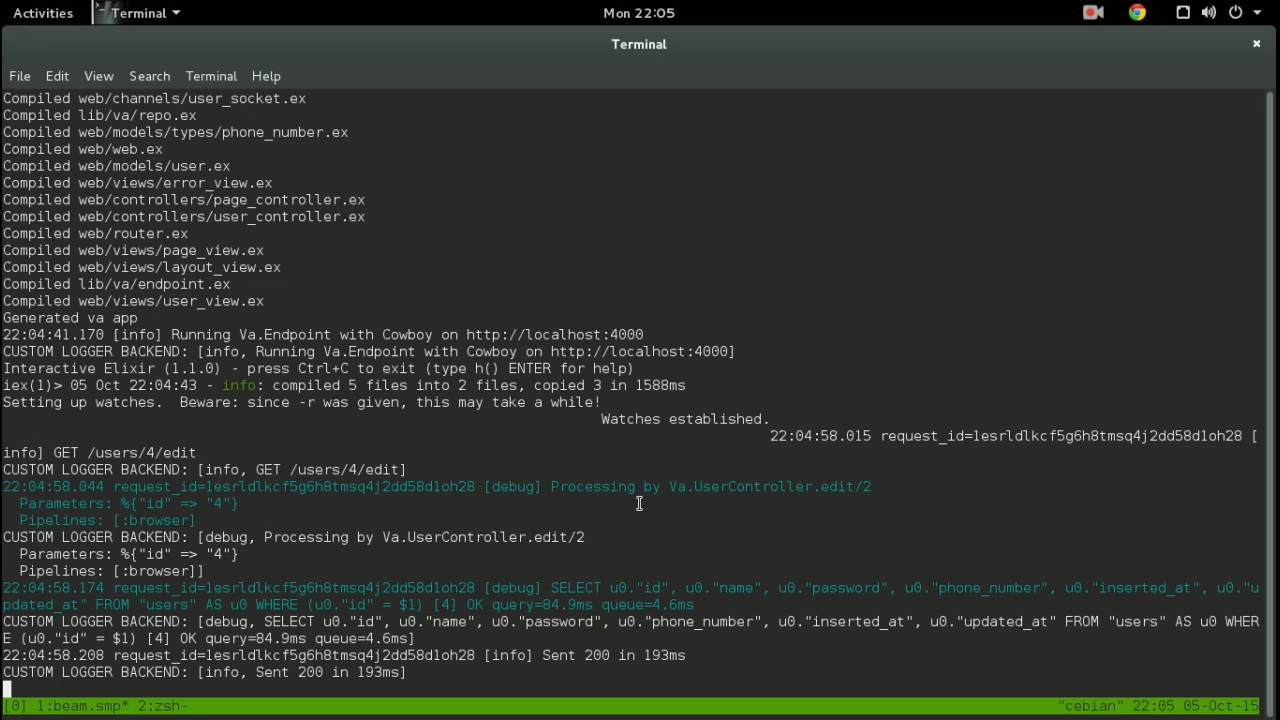 Activities Terminal Mon 22:05
Terminal ×
File Edit View Search Terminal Help
Compiled web/channels/user_socket.ex
Compiled lib/va/repo.ex
Compiled web/models/types/phone_number.ex
Compiled web/web.ex
Compiled web/models/user.ex
Compiled web/views/error_view.ex
Compiled web/controllers/page_controller.ex
Compiled web/controllers/user_controller.ex
Compiled web/router.ex
Compiled web/views/page_view.ex
Compiled web/views/layout_view.ex
Compiled lib/va/endpoint.ex
Compiled web/views/user_view.ex
Generated va app
22:04:41.170 [info] Running Va.Endpoint with Cowboy on http://localhost:4000
CUSTOM LOGGER BACKEND: [info, Running Va.Endpoint with Cowboy on http://localhost:4000]
Interactive Elixir (1.1.0) - press Ctrl+C to exit (type h() ENTER for help)
iex(1)> 05 Oct 22:04:43 - info: compiled 5 files into 2 files, copied 3 in 1588ms
Setting up watches.  Beware: since -r was given, this may take a while!
Watches established.
22:04:58.015 request_id=1esrldlkcf5g6h8tmsq4j2dd58d1oh28 [
info] GET /users/4/edit
CUSTOM LOGGER BACKEND: [info, GET /users/4/edit]
22:04:58.044 request_id=1esrldlkcf5g6h8tmsq4j2dd58d1oh28 [debug] Processing by Va.UserController.edit/2
  Parameters: %{"id" => "4"}
  Pipelines: [:browser]
CUSTOM LOGGER BACKEND: [debug, Processing by Va.UserController.edit/2
  Parameters: %{"id" => "4"}
  Pipelines: [:browser]]
22:04:58.174 request_id=1esrldlkcf5g6h8tmsq4j2dd58d1oh28 [debug] SELECT u0."id", u0."name", u0."password", u0."phone_number", u0."inserted_at", u0."u
pdated_at" FROM "users" AS u0 WHERE (u0."id" = $1) [4] OK query=84.9ms queue=4.6ms
CUSTOM LOGGER BACKEND: [debug, SELECT u0."id", u0."name", u0."password", u0."phone_number", u0."inserted_at", u0."updated_at" FROM "users" AS u0 WHER
E (u0."id" = $1) [4] OK query=84.9ms queue=4.6ms]
22:04:58.208 request_id=1esrldlkcf5g6h8tmsq4j2dd58d1oh28 [info] Sent 200 in 193ms
CUSTOM LOGGER BACKEND: [info, Sent 200 in 193ms]
[0] 1:beam.smp* 2:zsh- "cebian" 22:05 05-Oct-15